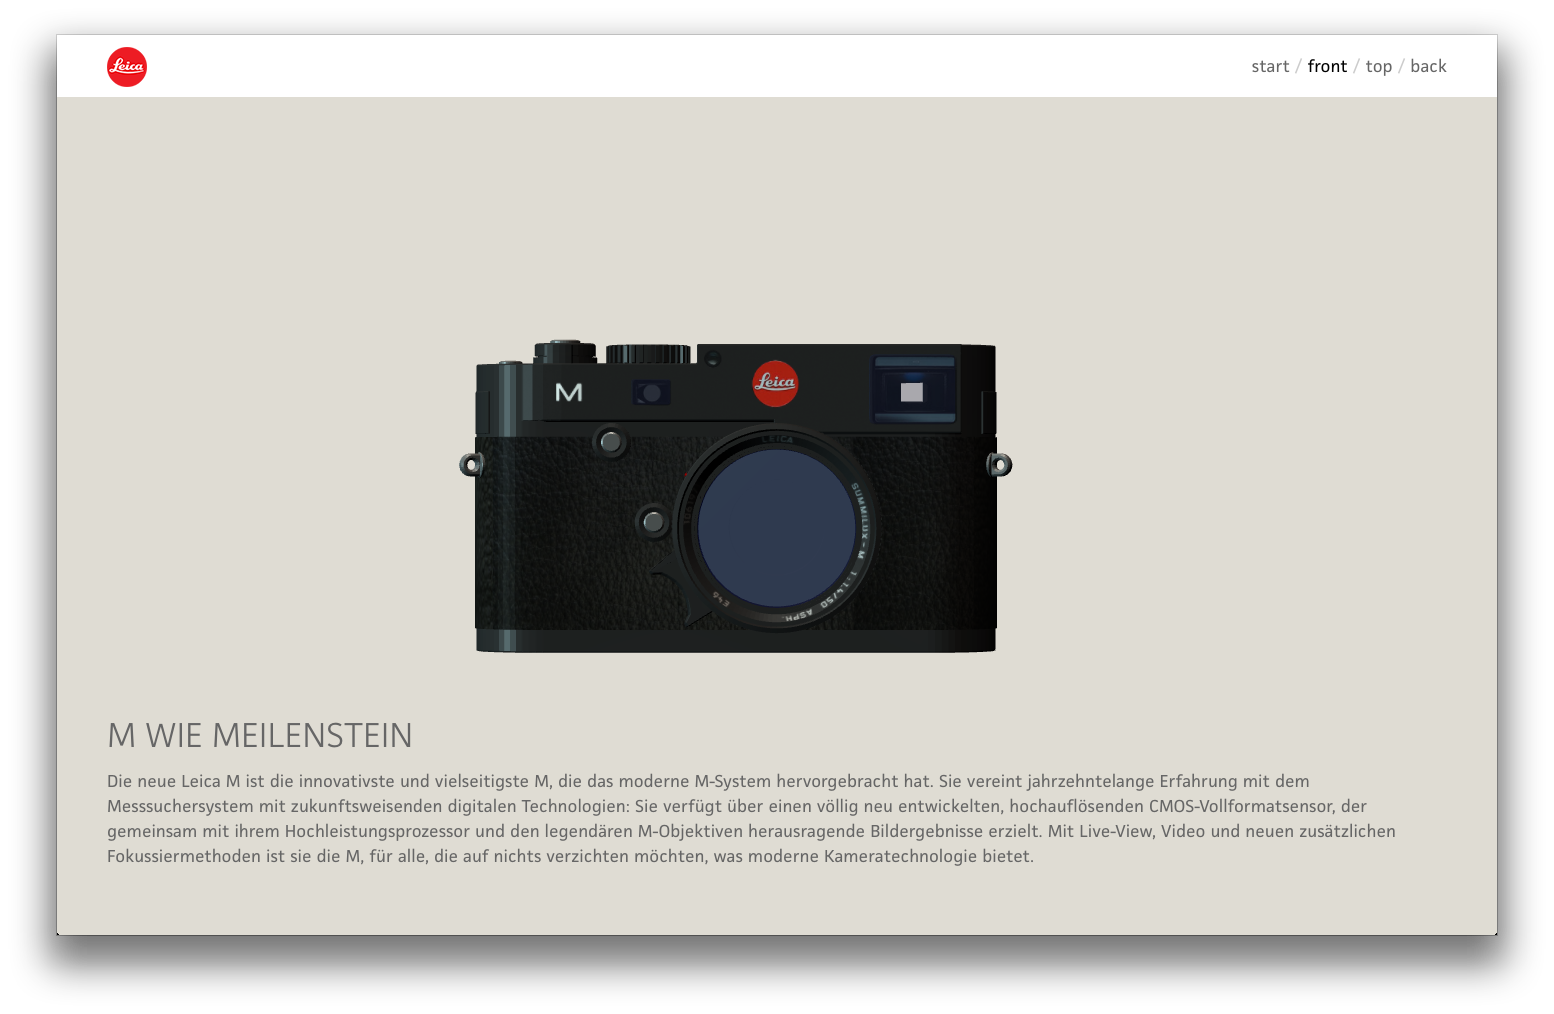 Leica
start / front / top / back
M
Leica
LEICA
SUMMILUX-M 1:1.4/50 ASPH.
E46
M WIE MEILENSTEIN
Die neue Leica M ist die innovativste und vielseitigste M, die das moderne M-System hervorgebracht hat. Sie vereint jahrzehntelange Erfahrung mit dem
Messsuchersystem mit zukunftsweisenden digitalen Technologien: Sie verfügt über einen völlig neu entwickelten, hochauflösenden CMOS-Vollformatsensor, der
gemeinsam mit ihrem Hochleistungsprozessor und den legendären M-Objektiven herausragende Bildergebnisse erzielt. Mit Live-View, Video und neuen zusätzlichen
Fokussiermethoden ist sie die M, für alle, die auf nichts verzichten möchten, was moderne Kameratechnologie bietet.